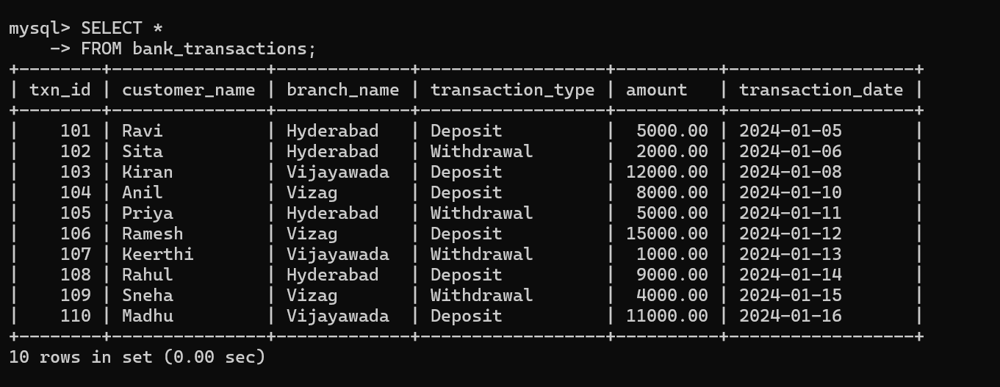 mysql> SELECT *
    -> FROM bank_transactions;
+--------+---------------+-------------+------------------+----------+------------------+
| txn_id | customer_name | branch_name | transaction_type | amount   | transaction_date |
+--------+---------------+-------------+------------------+----------+------------------+
|    101 | Ravi          | Hyderabad   | Deposit          |  5000.00 | 2024-01-05       |
|    102 | Sita          | Hyderabad   | Withdrawal       |  2000.00 | 2024-01-06       |
|    103 | Kiran         | Vijayawada  | Deposit          | 12000.00 | 2024-01-08       |
|    104 | Anil          | Vizag       | Deposit          |  8000.00 | 2024-01-10       |
|    105 | Priya         | Hyderabad   | Withdrawal       |  5000.00 | 2024-01-11       |
|    106 | Ramesh        | Vizag       | Deposit          | 15000.00 | 2024-01-12       |
|    107 | Keerthi       | Vijayawada  | Withdrawal       |  1000.00 | 2024-01-13       |
|    108 | Rahul         | Hyderabad   | Deposit          |  9000.00 | 2024-01-14       |
|    109 | Sneha         | Vizag       | Withdrawal       |  4000.00 | 2024-01-15       |
|    110 | Madhu         | Vijayawada  | Deposit          | 11000.00 | 2024-01-16       |
+--------+---------------+-------------+------------------+----------+------------------+
10 rows in set (0.00 sec)